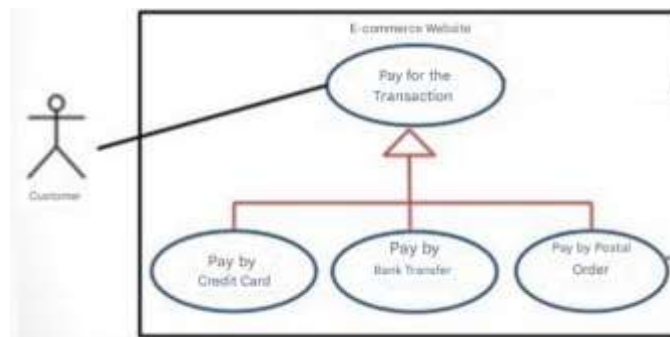 E-commerce Website
Pay for the
Transaction
Customer
Pay by
Credit Card
Pay by
Bank Transfer
Pay by Postal
Order